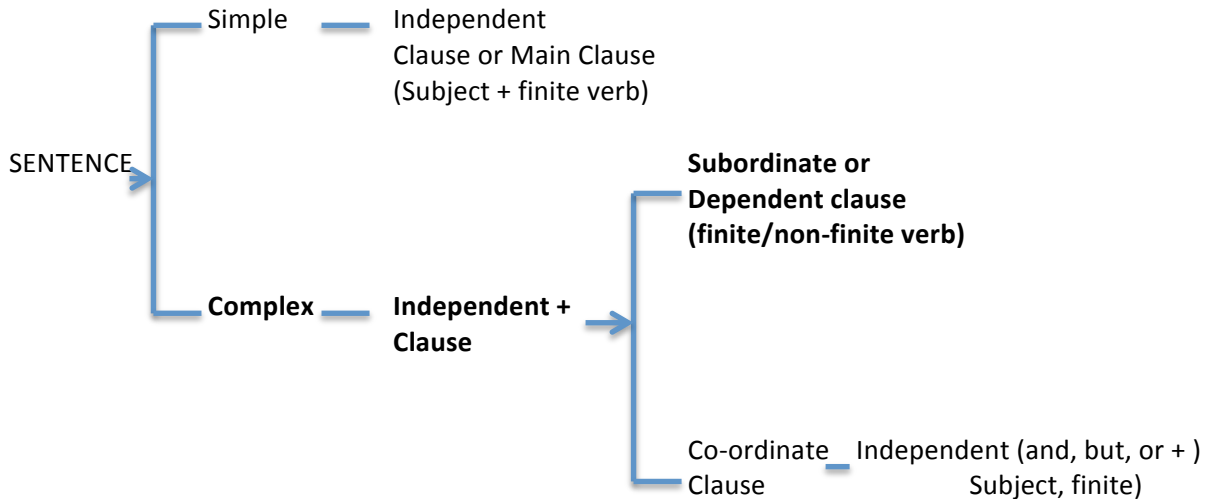 Simple
Independent
Clause or Main Clause
(Subject + finite verb)
SENTENCE
Subordinate or
Dependent clause
(finite/non-finite verb)
Complex
Independent +
Clause
Co-ordinate
Clause
Independent (and, but, or + )
Subject, finite)